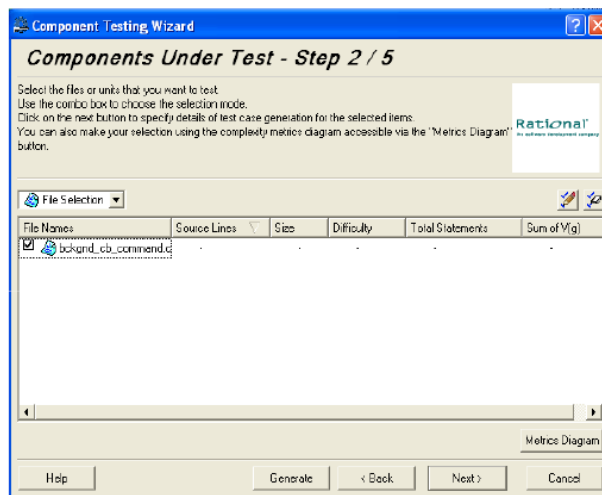 Component Testing Wizard
Components Under Test - Step 2 / 5
Select the files or units that you want to test.
Use the combo box to choose the selection mode.
Click on the next button to specify details of test case generation for the selected items.
You can also make your selection using the complexity metrics diagram accessible via the "Metrics Diagram"
button.
Rational
the software development company
File Selection
File Names Source Lines Size Difficulty Total Statements Sum of V(g)
bckgnd_cb_command.c - - - - -
Metrics Diagram
Help Generate < Back Next > Cancel